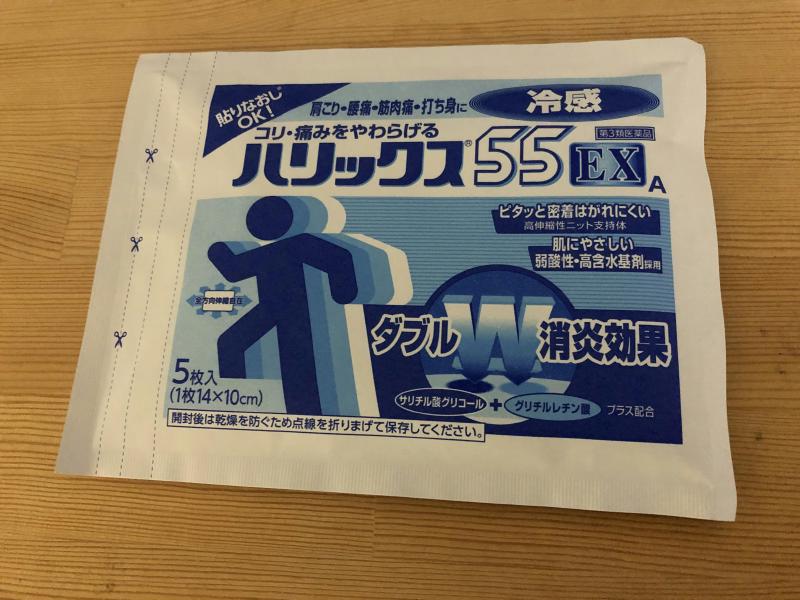 貼りなおし
OK!
肩こり・腰痛・筋肉痛・打ち身に
冷感
コリ・痛みをやわらげる
第3類医薬品
ハリックス®55EX A
ピタッと密着はがれにくい
高伸縮性ニット支持体
肌にやさしい
弱酸性・高含水基剤採用
全方向伸縮自在
ダブルW消炎効果
5枚入
(1枚14×10cm)
サリチル酸グリコール+グリチルレチン酸 プラス配合
開封後は乾燥を防ぐため点線を折りまげて保存してください。